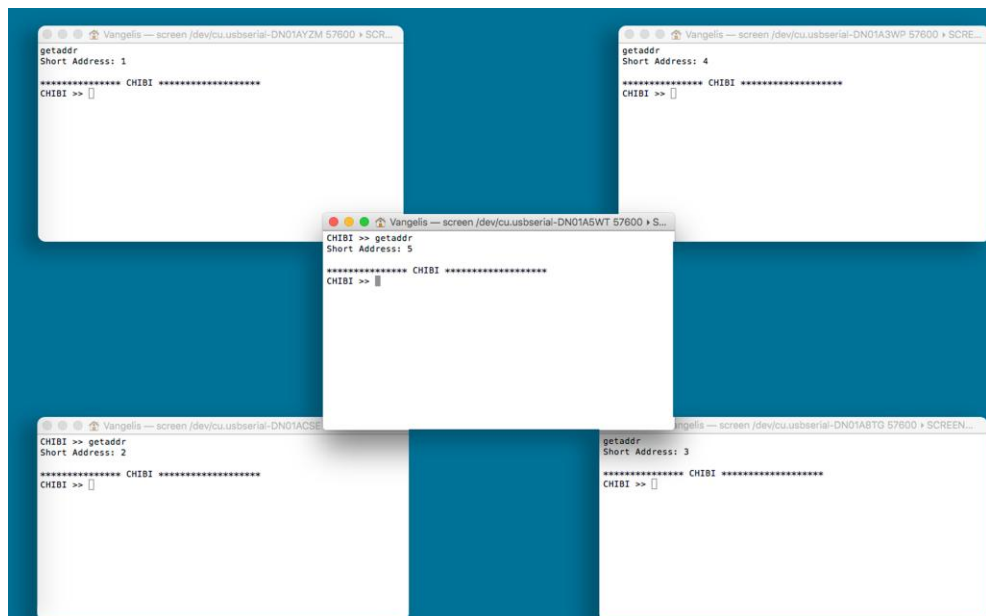 Vangelis — screen /dev/cu.usbserial-DN01AYZM 57600 ▸ SCR...
getaddr
Short Address: 1
*************** CHIBI *******************
CHIBI >>
Vangelis — screen /dev/cu.usbserial-DN01A3WP 57600 ▸ SCRE...
getaddr
Short Address: 4
*************** CHIBI *******************
CHIBI >>
Vangelis — screen /dev/cu.usbserial-DN01A5WT 57600 ▸ S...
CHIBI >> getaddr
Short Address: 5
*************** CHIBI *******************
CHIBI >>
Vangelis — screen /dev/cu.usbserial-DN01ACSE
CHIBI >> getaddr
Short Address: 2
*************** CHIBI *******************
CHIBI >>
angelis — screen /dev/cu.usbserial-DN01A8TG 57600 ▸ SCREEN...
getaddr
Short Address: 3
*************** CHIBI *******************
CHIBI >>